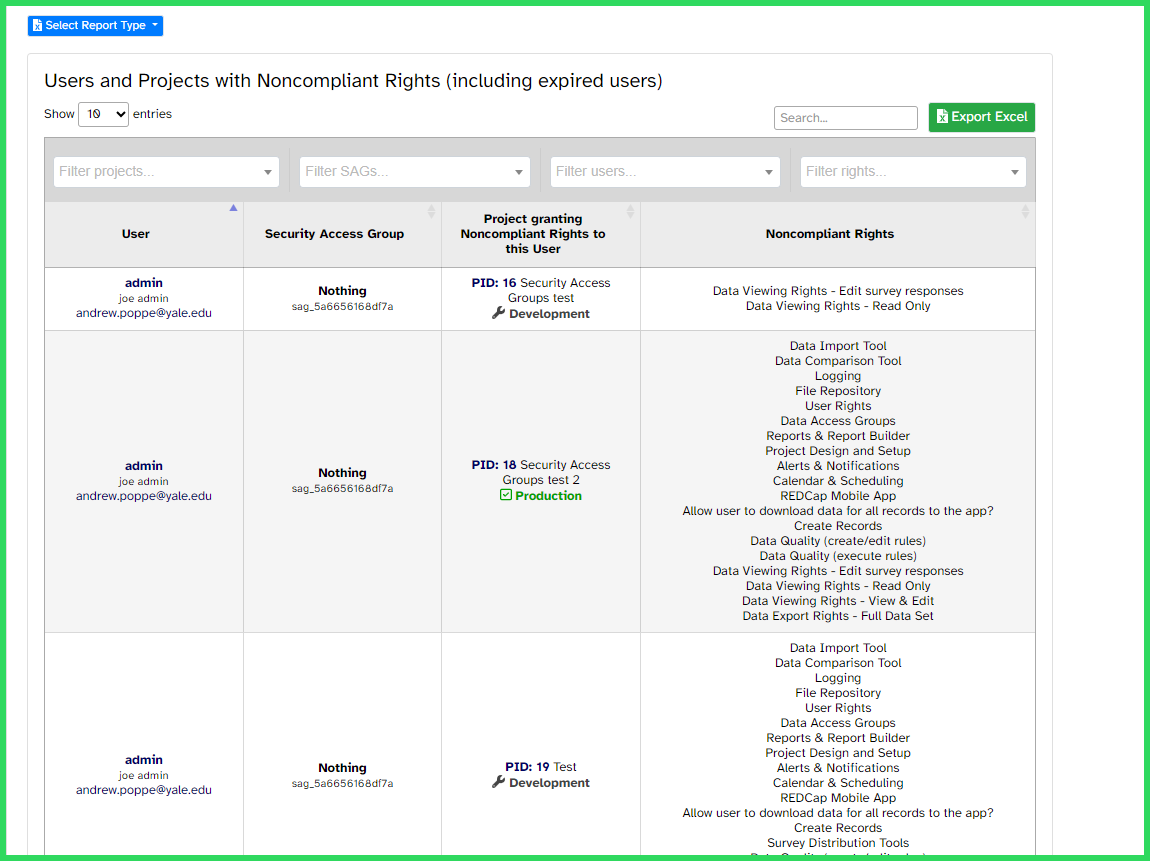 Select Report Type
Users and Projects with Noncompliant Rights (including expired users)
Show 10 entries
Search...
Export Excel
Filter projects...
Filter SAGs...
Filter users...
Filter rights...
User
Security Access Group
Project granting
Noncompliant Rights to
this User
Noncompliant Rights
admin
joe admin
andrew.poppe@yale.edu
Nothing
sag_5a6656168df7a
PID: 16 Security Access
Groups test
Development
Data Viewing Rights - Edit survey responses
Data Viewing Rights - Read Only
admin
joe admin
andrew.poppe@yale.edu
Nothing
sag_5a6656168df7a
PID: 18 Security Access
Groups test 2
Production
Data Import Tool
Data Comparison Tool
Logging
File Repository
User Rights
Data Access Groups
Reports & Report Builder
Project Design and Setup
Alerts & Notifications
Calendar & Scheduling
REDCap Mobile App
Allow user to download data for all records to the app?
Create Records
Data Quality (create/edit rules)
Data Quality (execute rules)
Data Viewing Rights - Edit survey responses
Data Viewing Rights - Read Only
Data Viewing Rights - View & Edit
Data Export Rights - Full Data Set
admin
joe admin
andrew.poppe@yale.edu
Nothing
sag_5a6656168df7a
PID: 19 Test
Development
Data Import Tool
Data Comparison Tool
Logging
File Repository
User Rights
Data Access Groups
Reports & Report Builder
Project Design and Setup
Alerts & Notifications
Calendar & Scheduling
REDCap Mobile App
Allow user to download data for all records to the app?
Create Records
Survey Distribution Tools